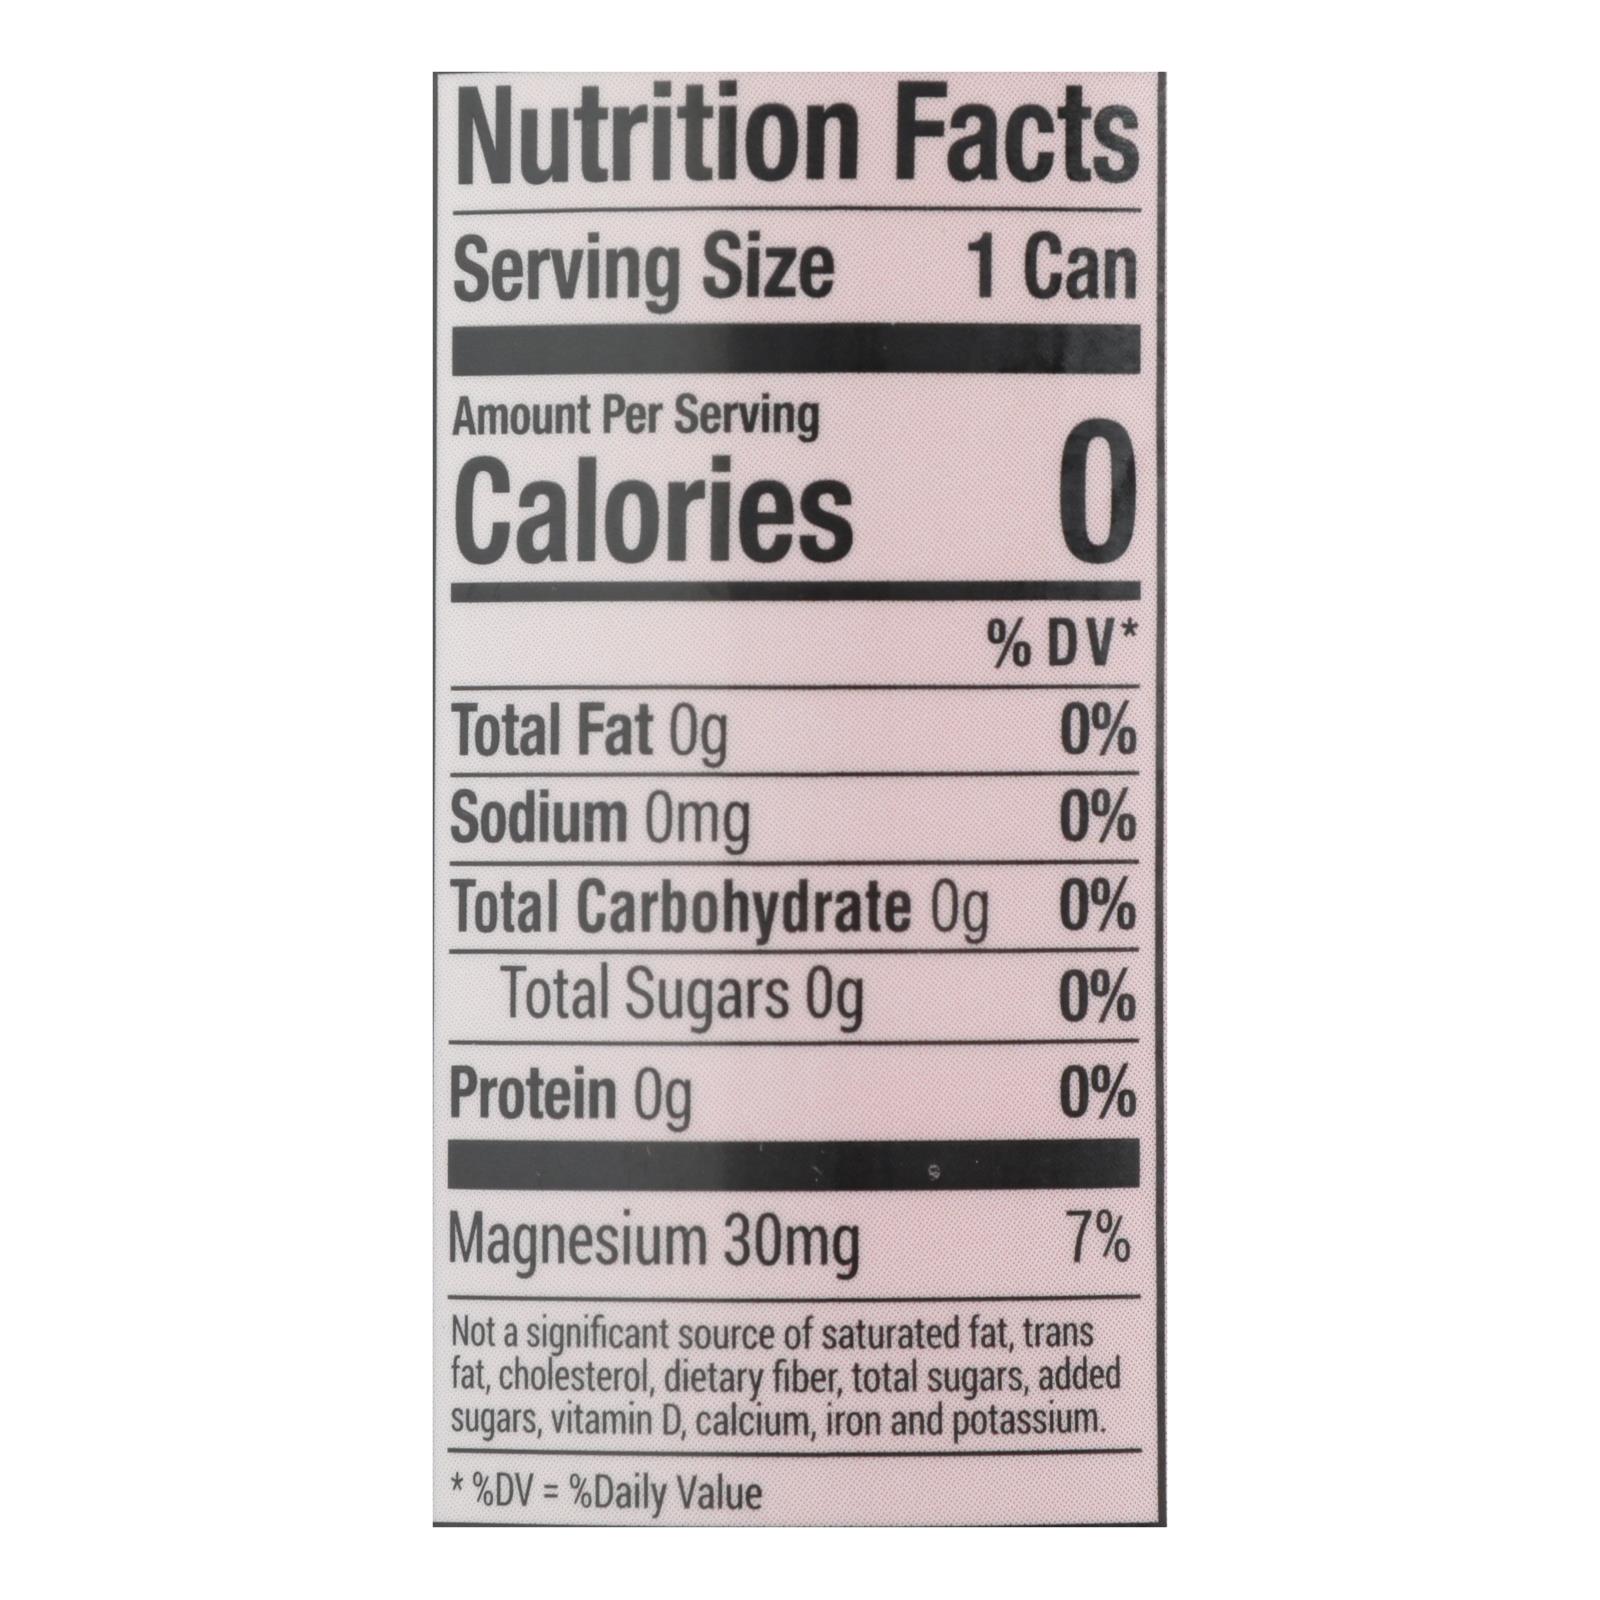 Nutrition Facts
Serving Size 1 Can
Amount Per Serving
Calories 0
% DV*
Total Fat 0g 0%
Sodium 0mg 0%
Total Carbohydrate 0g 0%
Total Sugars 0g 0%
Protein 0g 0%
Magnesium 30mg 7%
Not a significant source of saturated fat, trans
fat, cholesterol, dietary fiber, total sugars, added
sugars, vitamin D, calcium, iron and potassium.
* %DV = %Daily Value